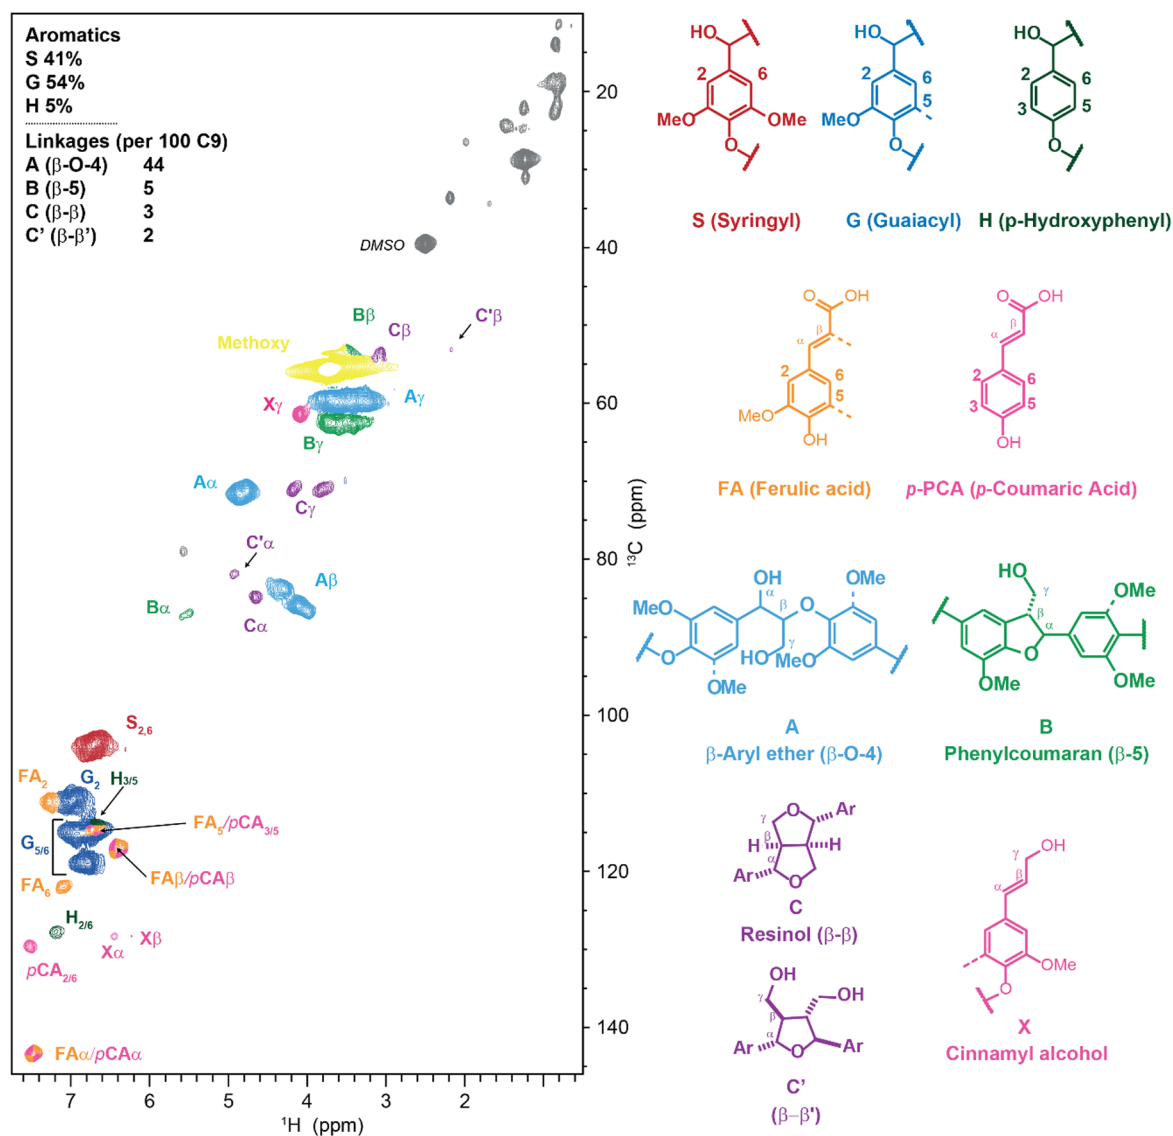 Aromatics
S 41%
G 54%
H 5%
Linkages (per 100 C9)
A (β-O-4) 44
B (β-5) 5
C (β-β) 3
C’ (β-β’) 2
DMSO
Methoxy
Bβ
Cβ
C'β
Xγ
Aγ
Bγ
Aα
Cγ
C'α
Aβ
Bα
Cα
S2,6
FA2
G2
H3/5
FA5/pCA3/5
G5/6
FAβ/pCAβ
FA6
H2/6
Xβ
Xα
pCA2/6
FAα/pCAα
20
40
60
80
100
120
140
13C (ppm)
7 6 5 4 3 2
1H (ppm)
HO
2 6
MeO OMe
O
S (Syringyl)
HO
2 6
5
MeO
O
G (Guaiacyl)
HO
2 6
3 5
O
H (p-Hydroxyphenyl)
O OH
β
α
2 6
5
MeO
OH
FA (Ferulic acid)
O OH
β
α
2 6
3 5
OH
p-PCA (p-Coumaric Acid)
OH OMe
α
MeO β O
γ
O HO MeO
OMe
A
β-Aryl ether (β-O-4)
HO
γ
OMe
β
α
O
OMe OMe
B
Phenylcoumaran (β-5)
O Ar
γ
β
H H
α
Ar
O
C
Resinol (β-β)
OH
γ OH
β
α
Ar O Ar
C’
(β–β')
OH
γ
β
α
OMe
O
X
Cinnamyl alcohol